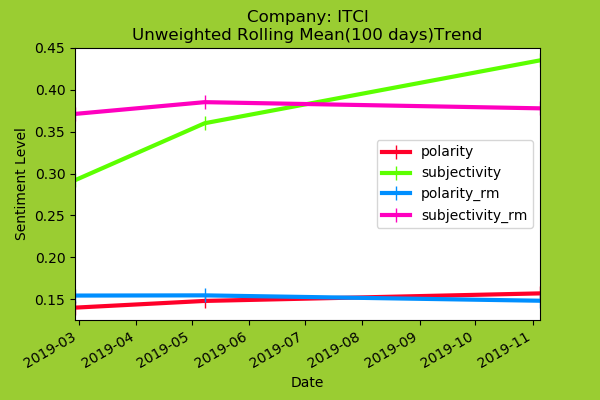 Company: ITCI
Unweighted Rolling Mean(100 days)Trend
Sentiment Level
0.45
0.40
0.35
0.30
0.25
0.20
0.15
polarity
subjectivity
polarity_rm
subjectivity_rm
2019-03
2019-04
2019-05
2019-06
2019-07
2019-08
2019-09
2019-10
2019-11
Date